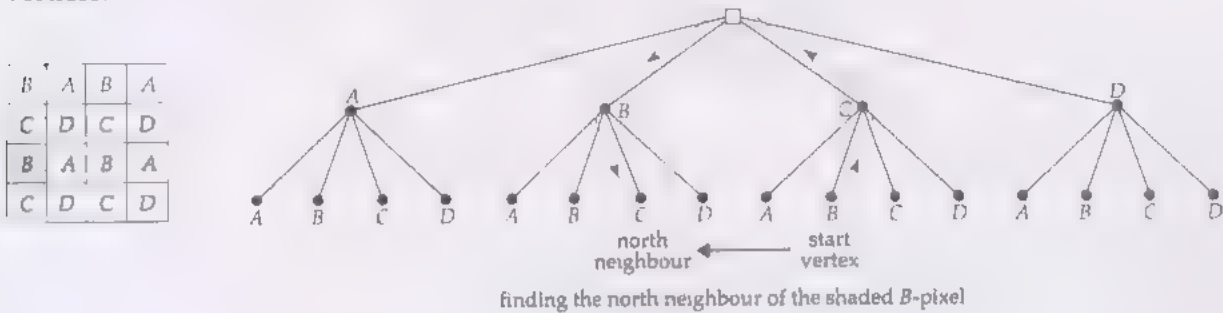 B A B A
C D C D
B A B A
C D C D
A
B
C
D
A B C D
A B C D
A B C D
A B C D
north
neighbour
start
vertex
finding the north neighbour of the shaded B-pixel